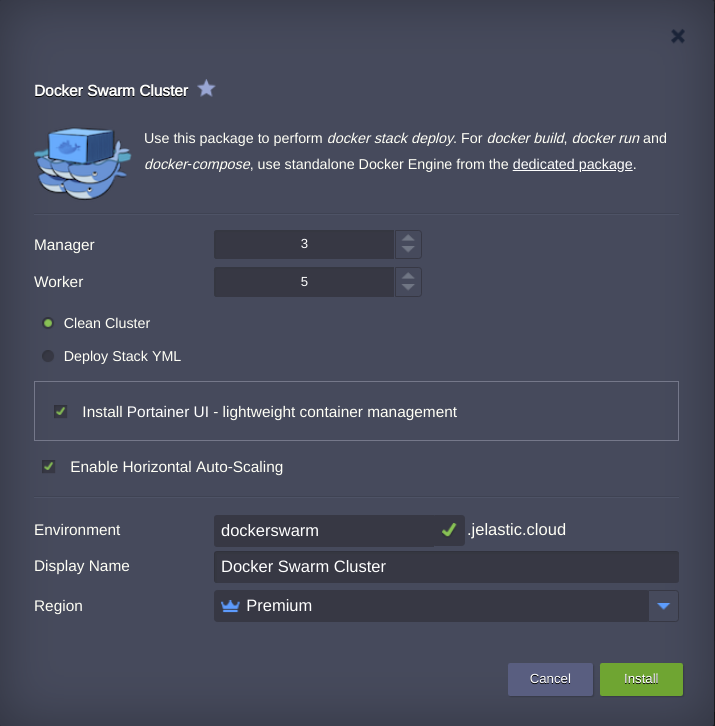 Docker Swarm Cluster
Use this package to perform docker stack deploy. For docker build, docker run and
docker-compose, use standalone Docker Engine from the dedicated package.
Manager 3
Worker 5
Clean Cluster
Deploy Stack YML
Install Portainer UI - lightweight container management
Enable Horizontal Auto-Scaling
Environment dockerswarm .jelastic.cloud
Display Name Docker Swarm Cluster
Region Premium
Cancel Install